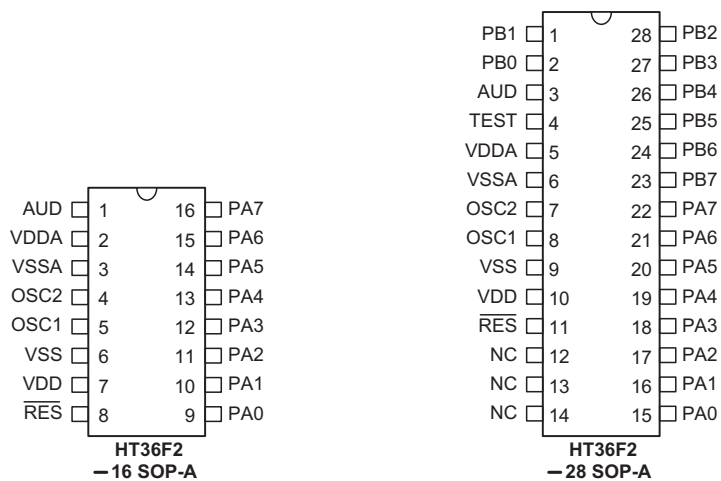 AUD 1 16 PA7
VDDA 2 15 PA6
VSSA 3 14 PA5
OSC2 4 13 PA4
OSC1 5 12 PA3
VSS 6 11 PA2
VDD 7 10 PA1
RES 8 9 PA0
HT36F2
– 16 SOP-A
PB1 1 28 PB2
PB0 2 27 PB3
AUD 3 26 PB4
TEST 4 25 PB5
VDDA 5 24 PB6
VSSA 6 23 PB7
OSC2 7 22 PA7
OSC1 8 21 PA6
VSS 9 20 PA5
VDD 10 19 PA4
RES 11 18 PA3
NC 12 17 PA2
NC 13 16 PA1
NC 14 15 PA0
HT36F2
– 28 SOP-A